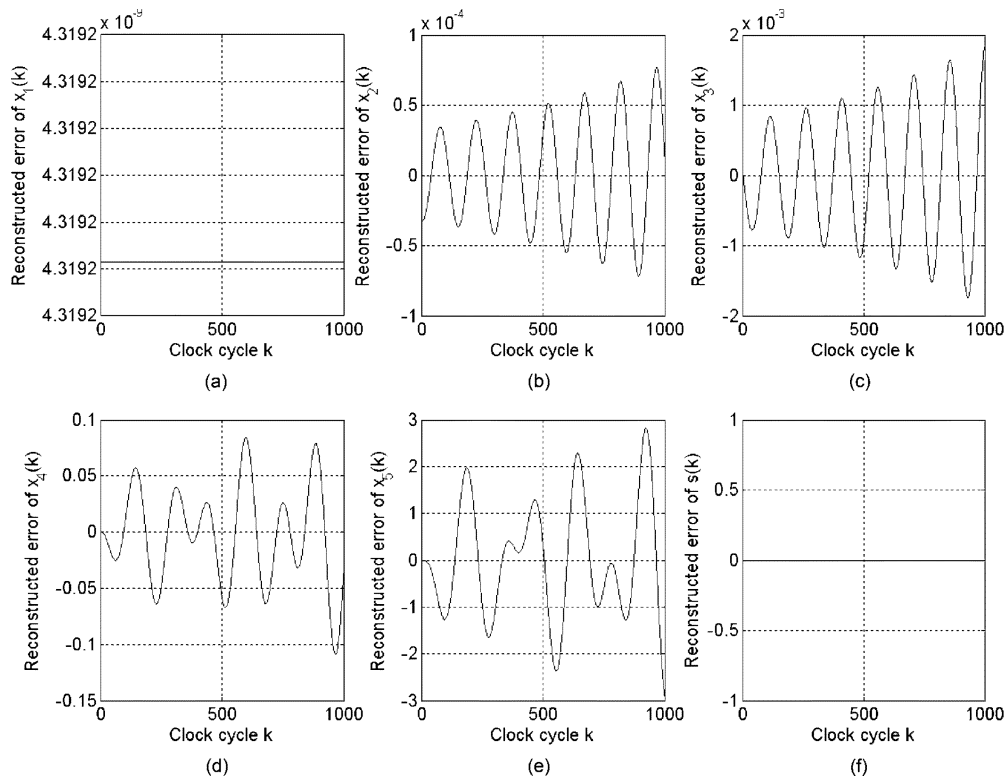 x 10^-9
4.3192
4.3192
4.3192
4.3192
4.3192
4.3192
4.3192
Reconstructed error of x_1(k)
0 500 1000
Clock cycle k
(a)
x 10^-4
1
0.5
0
-0.5
-1
Reconstructed error of x_2(k)
0 500 1000
Clock cycle k
(b)
x 10^-3
2
1
0
-1
-2
Reconstructed error of x_3(k)
0 500 1000
Clock cycle k
(c)
0.1
0.05
0
-0.05
-0.1
-0.15
Reconstructed error of x_4(k)
0 500 1000
Clock cycle k
(d)
3
2
1
0
-1
-2
-3
Reconstructed error of x_5(k)
0 500 1000
Clock cycle k
(e)
1
0.5
0
-0.5
-1
Reconstructed error of s(k)
0 500 1000
Clock cycle k
(f)